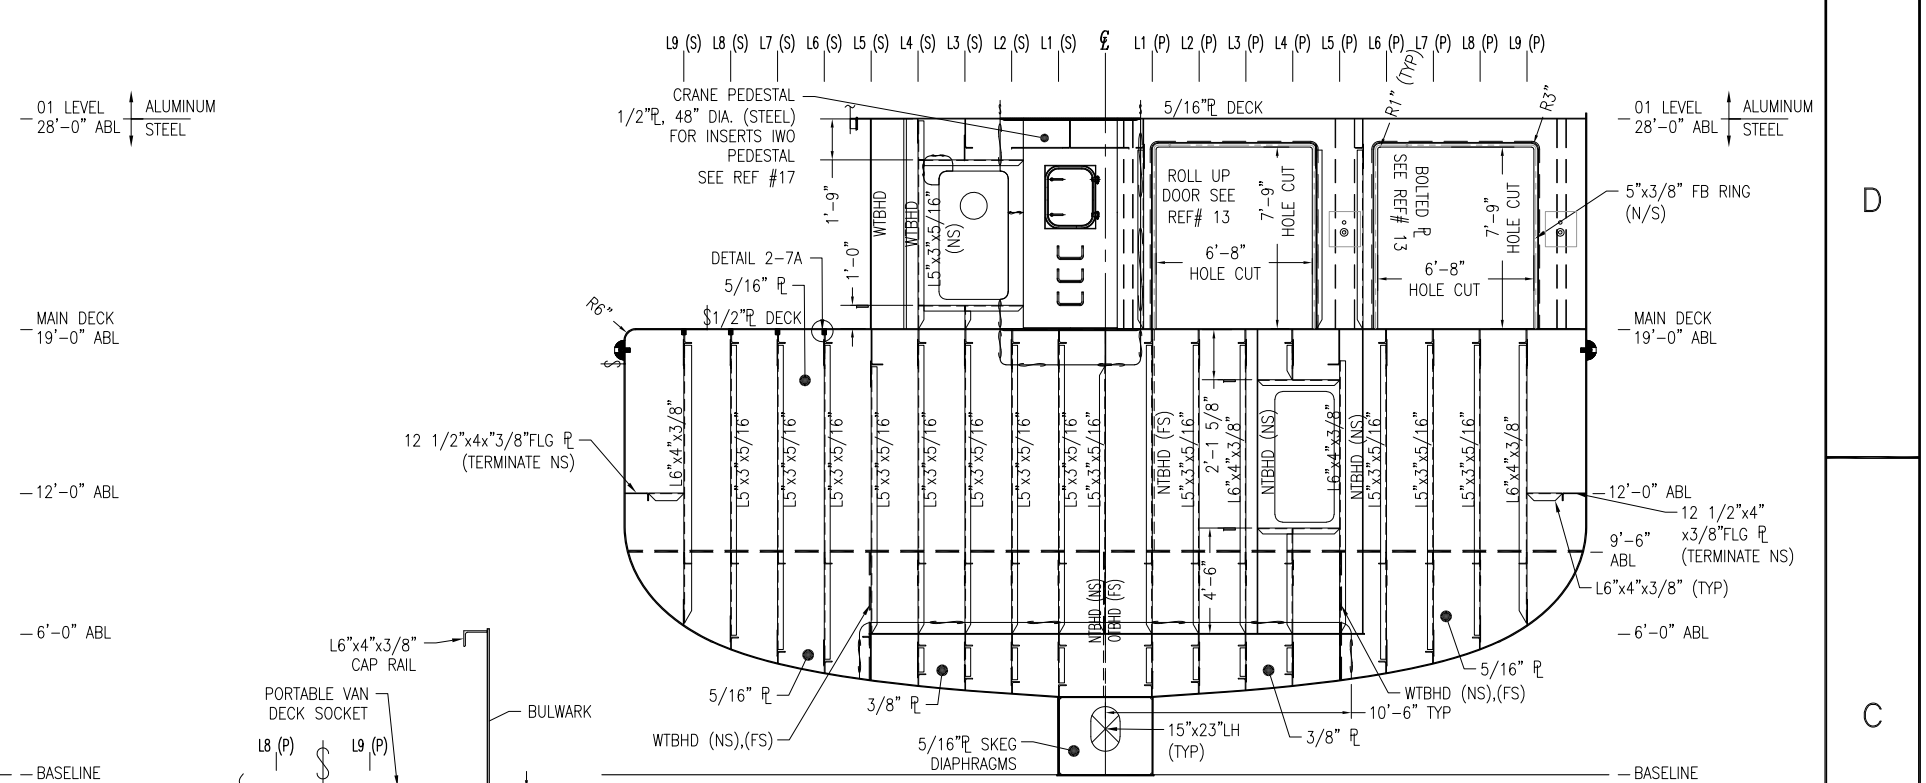 L9 (S) L8 (S) L7 (S) L6 (S) L5 (S) L4 (S) L3 (S) L2 (S) L1 (S) ℄ L1 (P) L2 (P) L3 (P) L4 (P) L5 (P) L6 (P) L7 (P) L8 (P) L9 (P)
01 LEVEL
28'-0" ABL
ALUMINUM
STEEL
CRANE PEDESTAL
1/2"℄, 48" DIA. (STEEL)
FOR INSERTS IWO
PEDESTAL
SEE REF #17
5/16"℄ DECK
R1" (TYP)
R3"
01 LEVEL
28'-0" ABL
ALUMINUM
STEEL
1'-9"
WTBHD
WTBHD
L5"x3"x5/16"
(NS)
ROLL UP
DOOR SEE
REF# 13
7'-9"
HOLE CUT
6'-8"
HOLE CUT
BOLTED ℄
SEE REF# 13
7'-9"
HOLE CUT
6'-8"
HOLE CUT
5"x3/8" FB RING
(N/S)
D
DETAIL 2-7A
5/16" ℄
1'-0"
R6"
1/2"℄ DECK
MAIN DECK
19'-0" ABL
MAIN DECK
19'-0" ABL
12 1/2"x4x"3/8"FLG ℄
(TERMINATE NS)
L6"x4"x3/8"
L5"x3"x5/16"
L5"x3"x5/16"
L5"x3"x5/16"
L5"x3"x5/16"
L5"x3"x5/16"
L5"x3"x5/16"
L5"x3"x5/16"
L5"x3"x5/16"
L5"x3"x5/16"
NTBHD (FS)
L5"x3"x5/16"
2'-1 5/8"
L6"x4"x3/8"
NTBHD (NS)
L6"x4"x3/8"
NTBHD (NS)
L5"x3"x5/16"
L5"x3"x5/16"
L5"x3"x5/16"
L6"x4"x3/8"
12'-0" ABL
12'-0" ABL
12 1/2"x4"
x3/8"FLG ℄
(TERMINATE NS)
9'-6"
ABL
L6"x4"x3/8" (TYP)
4'-6"
NTBHD (NS)
OTBHD (FS)
6'-0" ABL
6'-0" ABL
L6"x4"x3/8"
CAP RAIL
PORTABLE VAN
DECK SOCKET
BULWARK
L8 (P) L9 (P)
5/16" ℄
3/8" ℄
WTBHD (NS),(FS)
5/16"℄ SKEG
DIAPHRAGMS
15"x23"LH
(TYP)
10'-6" TYP
3/8" ℄
WTBHD (NS),(FS)
5/16" ℄
C
BASELINE
BASELINE